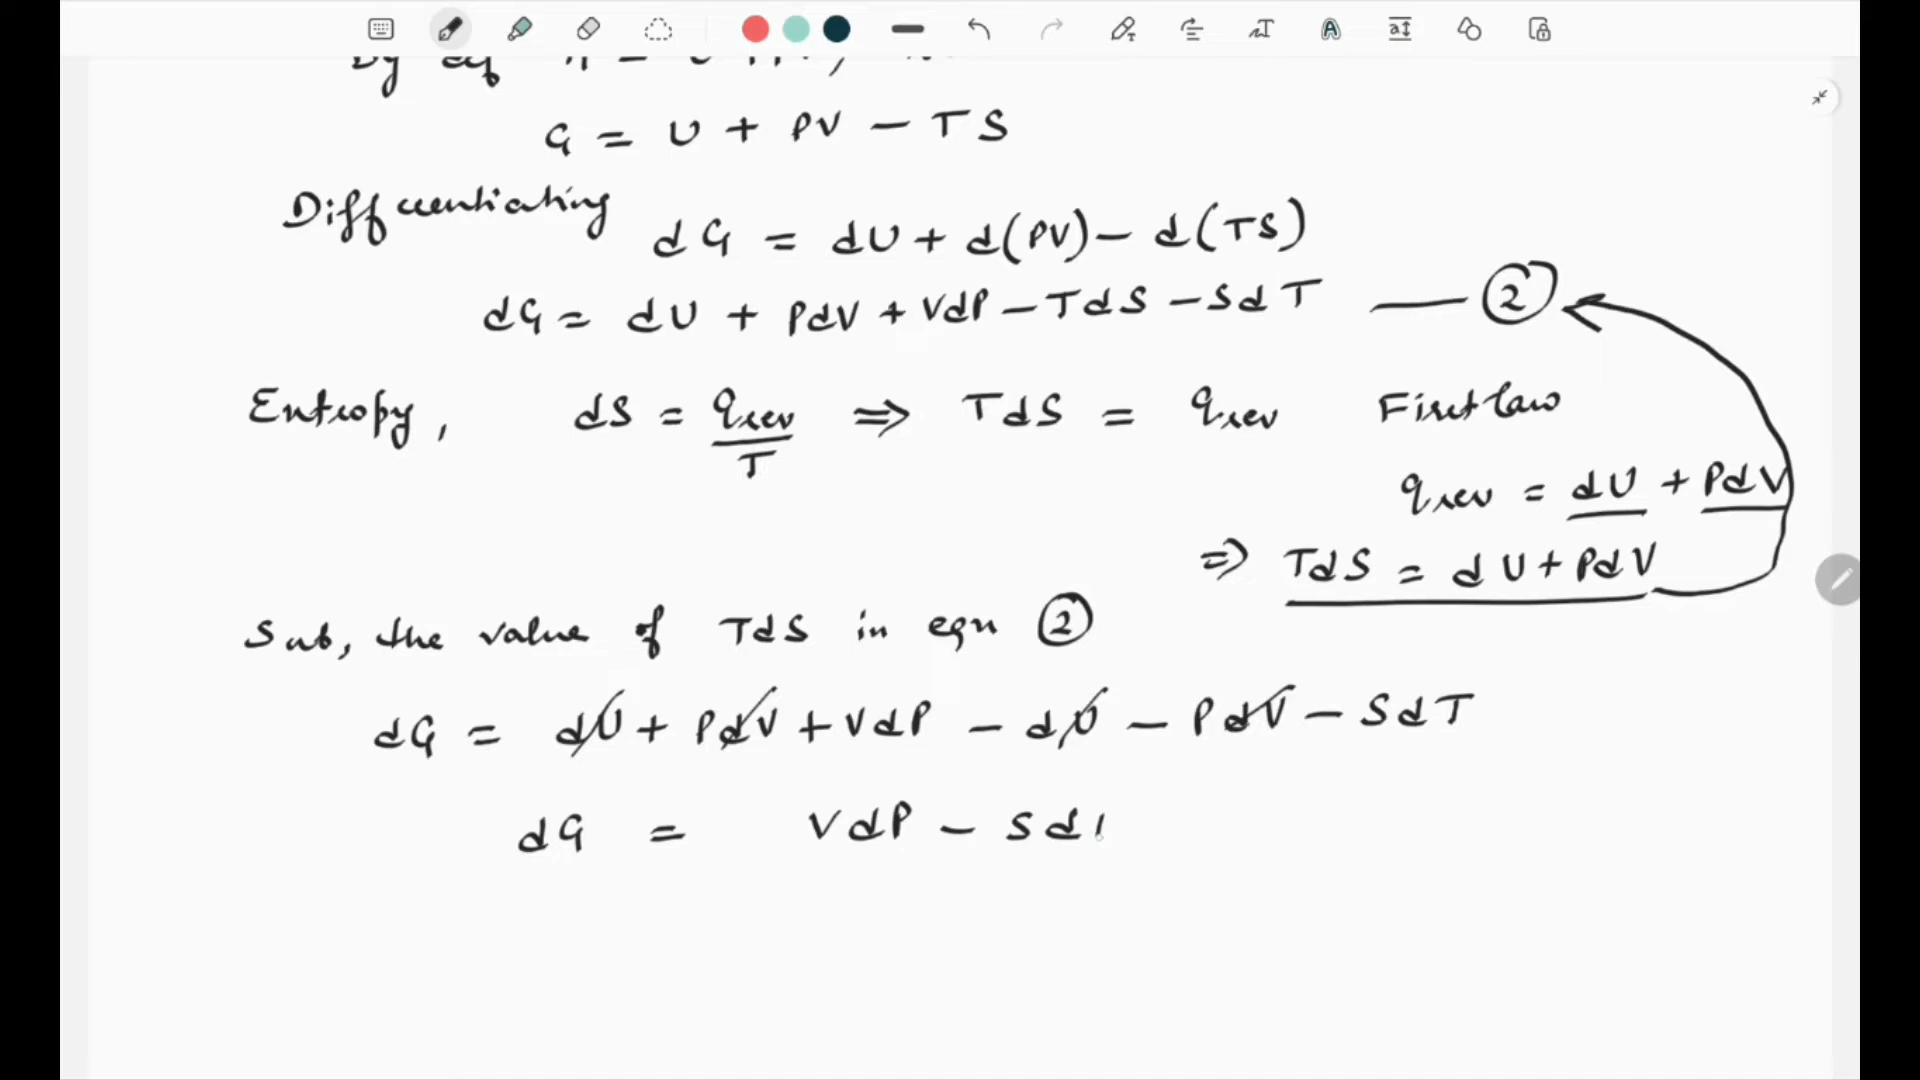 G = U + PV - TS
Differentiating dG = dU + d(PV) - d(TS)
dG = dU + PdV + VdP - TdS - SdT — ②
Entropy, dS = qrev/T ⇒ TdS = qrev First law
qrev = dU + PdV
⇒ TdS = dU + PdV
Sub, the value of TdS in eqn ②
dG = dU + PdV + VdP - dU - PdV - SdT
dG = VdP - Sd